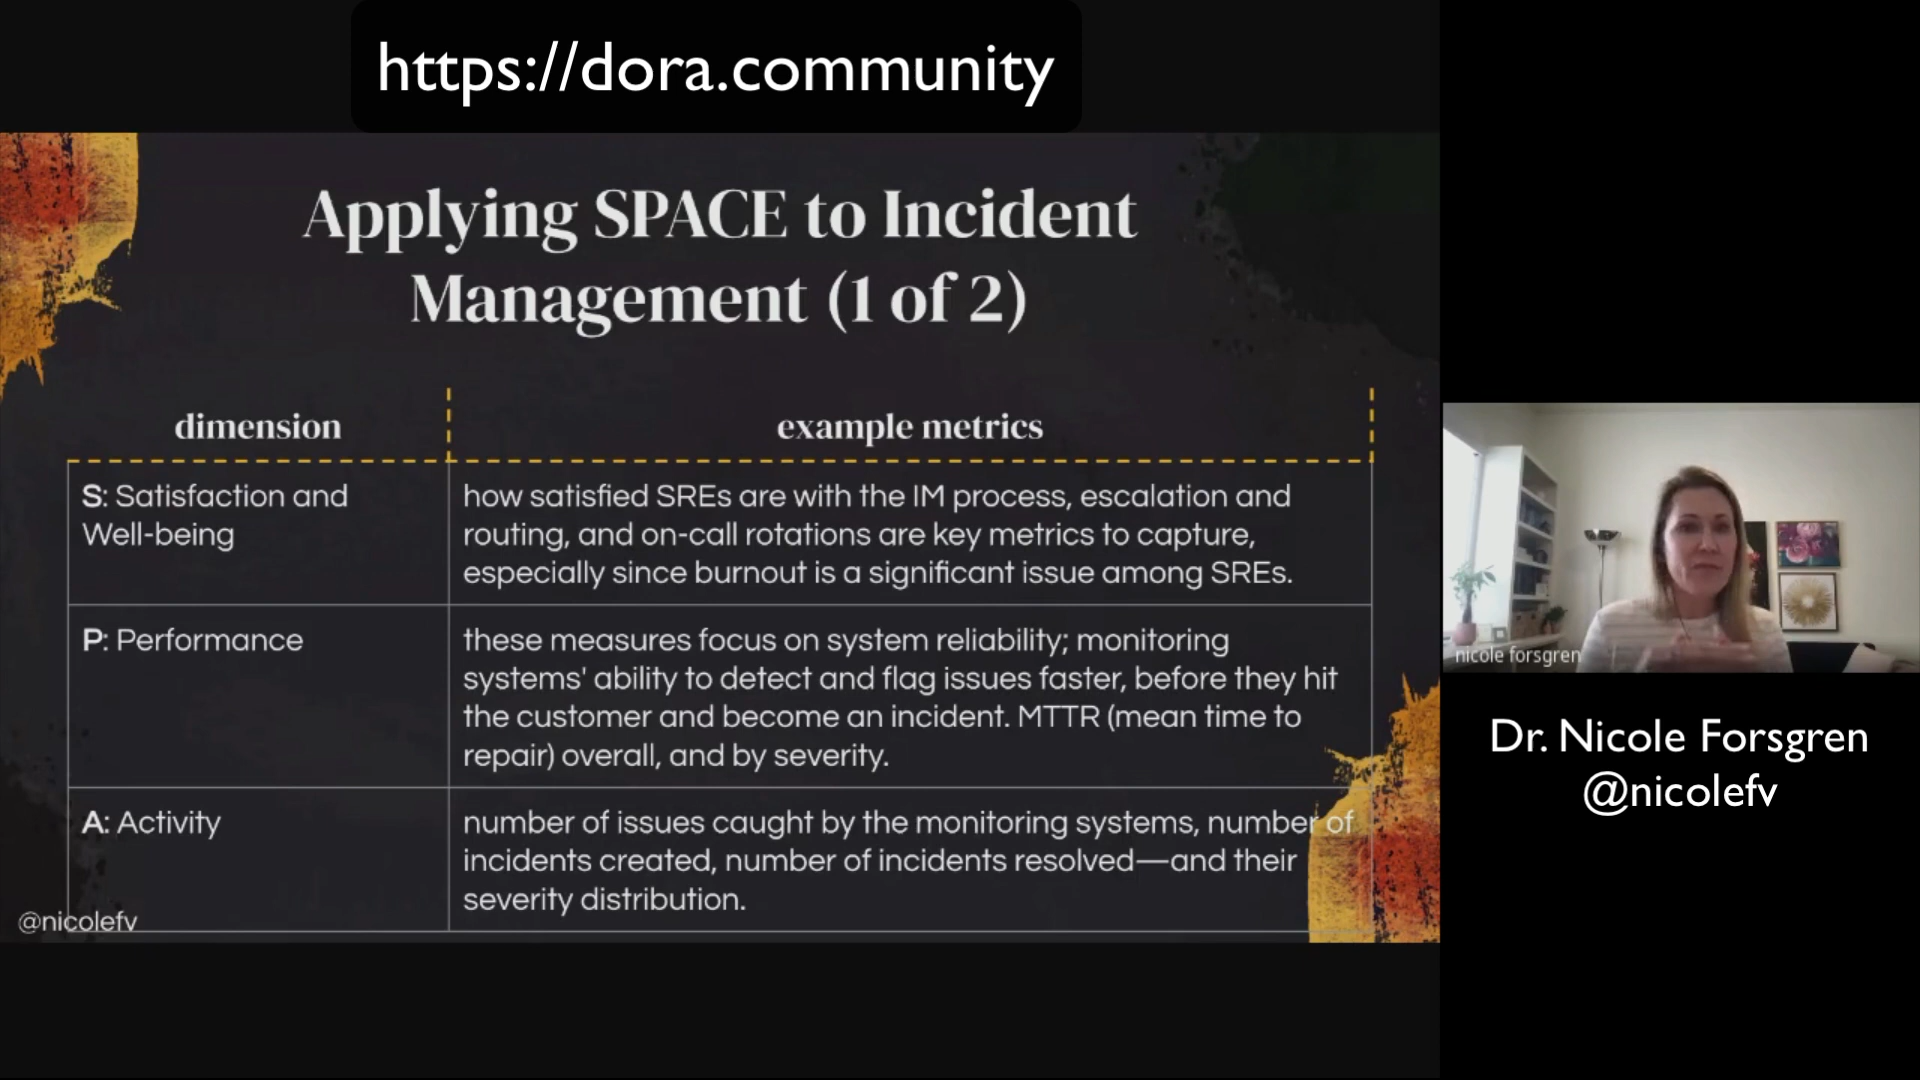 https://dora.community
Applying SPACE to Incident
Management (1 of 2)
dimension
example metrics
S: Satisfaction and
Well-being
how satisfied SREs are with the IM process, escalation and
routing, and on-call rotations are key metrics to capture,
especially since burnout is a significant issue among SREs.
P: Performance
these measures focus on system reliability; monitoring
systems' ability to detect and flag issues faster, before they hit
the customer and become an incident. MTTR (mean time to
repair) overall, and by severity.
A: Activity
number of issues caught by the monitoring systems, number of
incidents created, number of incidents resolved—and their
severity distribution.
@nicolefv
nicole forsgren
Dr. Nicole Forsgren
@nicolefv